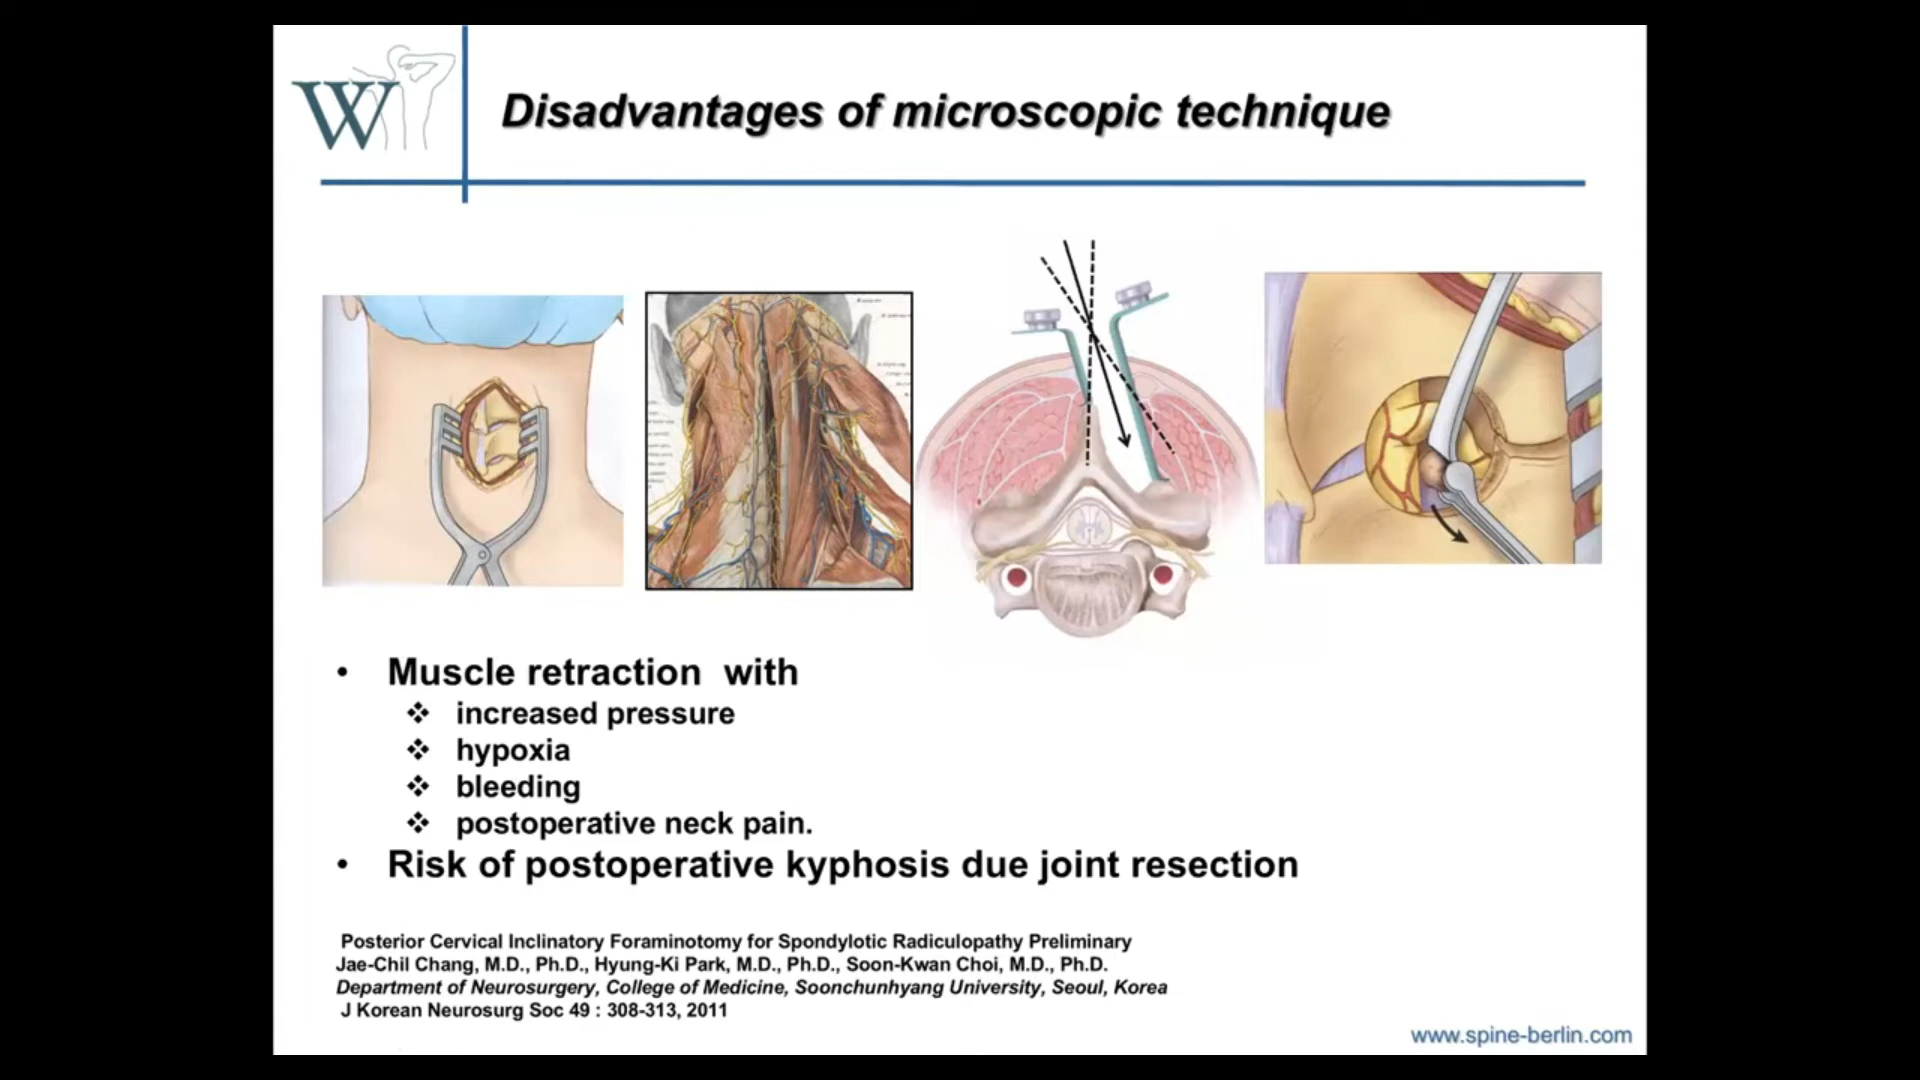 W
Disadvantages of microscopic technique
• Muscle retraction with
❖ increased pressure
❖ hypoxia
❖ bleeding
❖ postoperative neck pain.
• Risk of postoperative kyphosis due joint resection
Posterior Cervical Inclinatory Foraminotomy for Spondylotic Radiculopathy Preliminary
Jae-Chil Chang, M.D., Ph.D., Hyung-Ki Park, M.D., Ph.D., Soon-Kwan Choi, M.D., Ph.D.
Department of Neurosurgery, College of Medicine, Soonchunhyang University, Seoul, Korea
J Korean Neurosurg Soc 49 : 308-313, 2011
www.spine-berlin.com